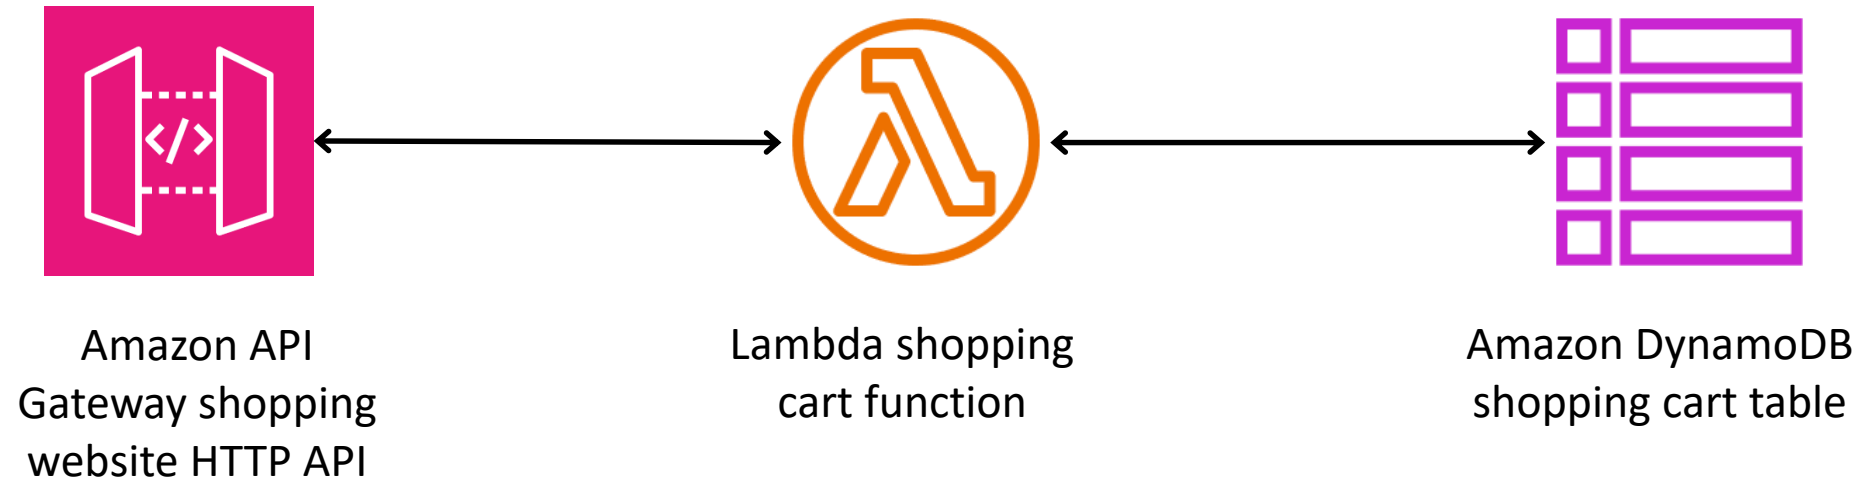 </>
Amazon API
Gateway shopping
website HTTP API
Lambda shopping
cart function
Amazon DynamoDB
shopping cart table